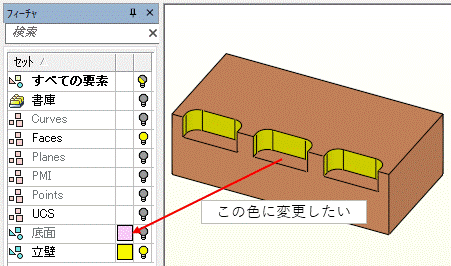 フィーチャ
検索
セット
すべての要素
書庫
Curves
Faces
Planes
PMI
Points
UCS
底面
立壁
この色に変更したい